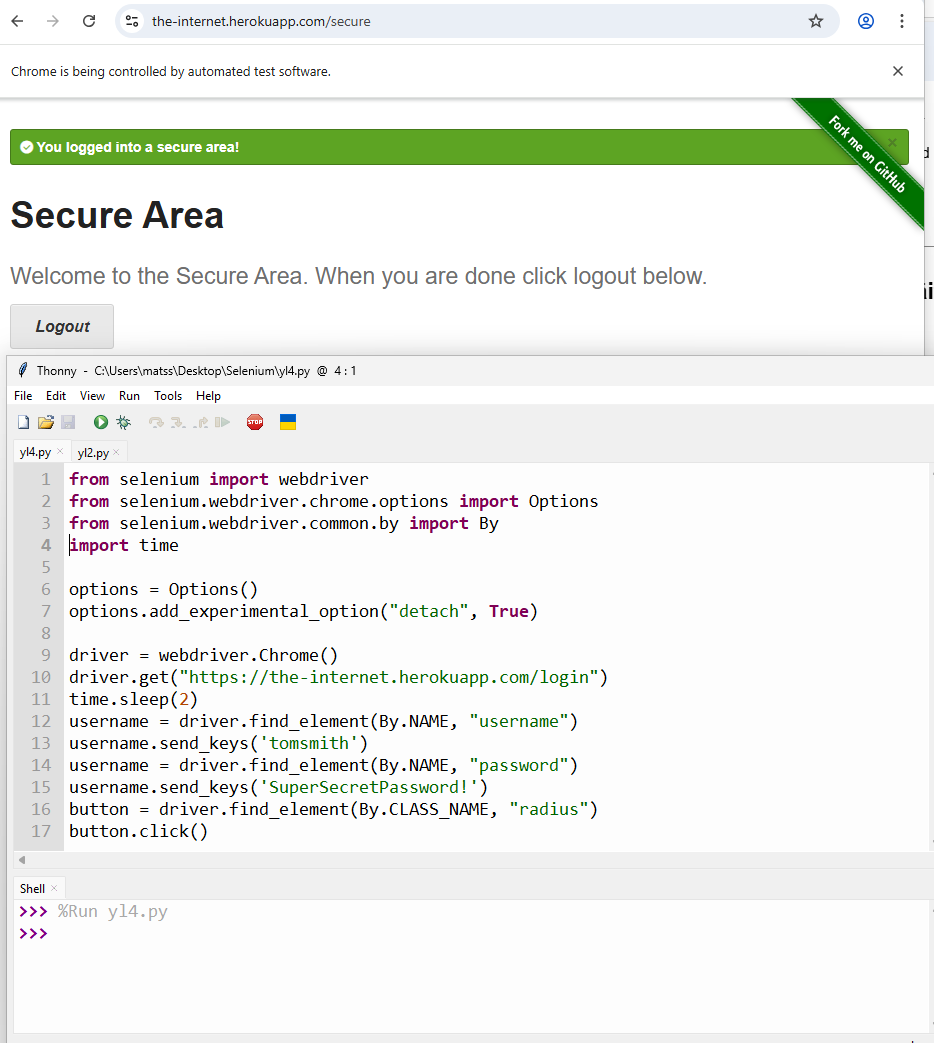 the-internet.herokuapp.com/secure
Chrome is being controlled by automated test software.
Fork me on GitHub
You logged into a secure area!
Secure Area
Welcome to the Secure Area. When you are done click logout below.
Logout
Thonny - C:\Users\matss\Desktop\Selenium\yl4.py @ 4 : 1
File Edit View Run Tools Help
STOP
yl4.py × yl2.py ×
1 from selenium import webdriver
2 from selenium.webdriver.chrome.options import Options
3 from selenium.webdriver.common.by import By
4 import time
5
6 options = Options()
7 options.add_experimental_option("detach", True)
8
9 driver = webdriver.Chrome()
10 driver.get("https://the-internet.herokuapp.com/login")
11 time.sleep(2)
12 username = driver.find_element(By.NAME, "username")
13 username.send_keys('tomsmith')
14 username = driver.find_element(By.NAME, "password")
15 username.send_keys('SuperSecretPassword!')
16 button = driver.find_element(By.CLASS_NAME, "radius")
17 button.click()
Shell ×
>>> %Run yl4.py
>>>